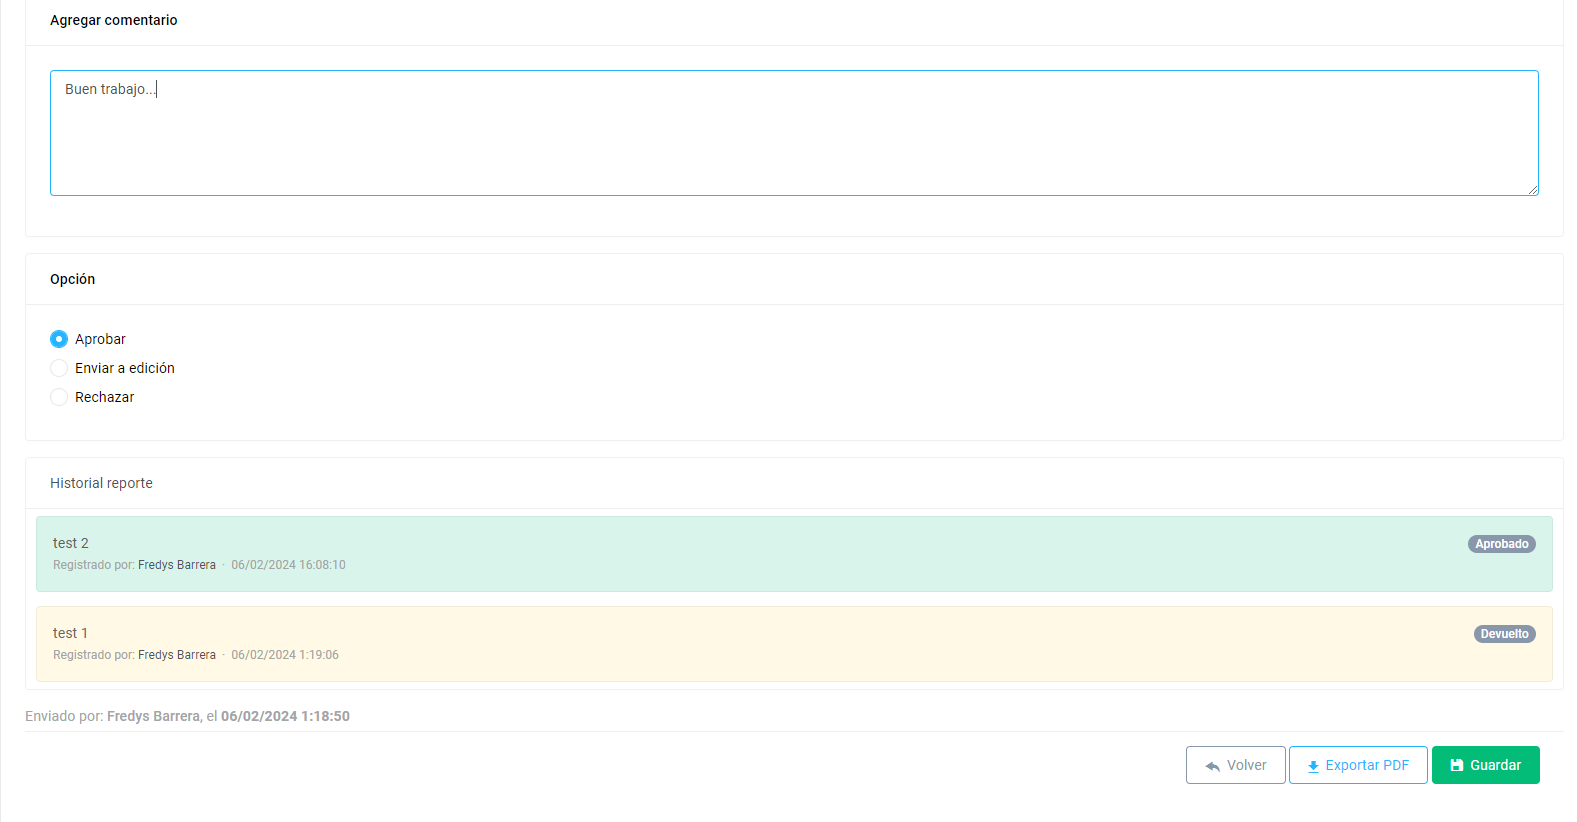 Agregar comentario
Buen trabajo...
Opción
Aprobar
Enviar a edición
Rechazar
Historial reporte
test 2
Aprobado
Registrado por: Fredys Barrera · 06/02/2024 16:08:10
test 1
Devuelto
Registrado por: Fredys Barrera · 06/02/2024 1:19:06
Enviado por: Fredys Barrera, el 06/02/2024 1:18:50
Volver Exportar PDF Guardar